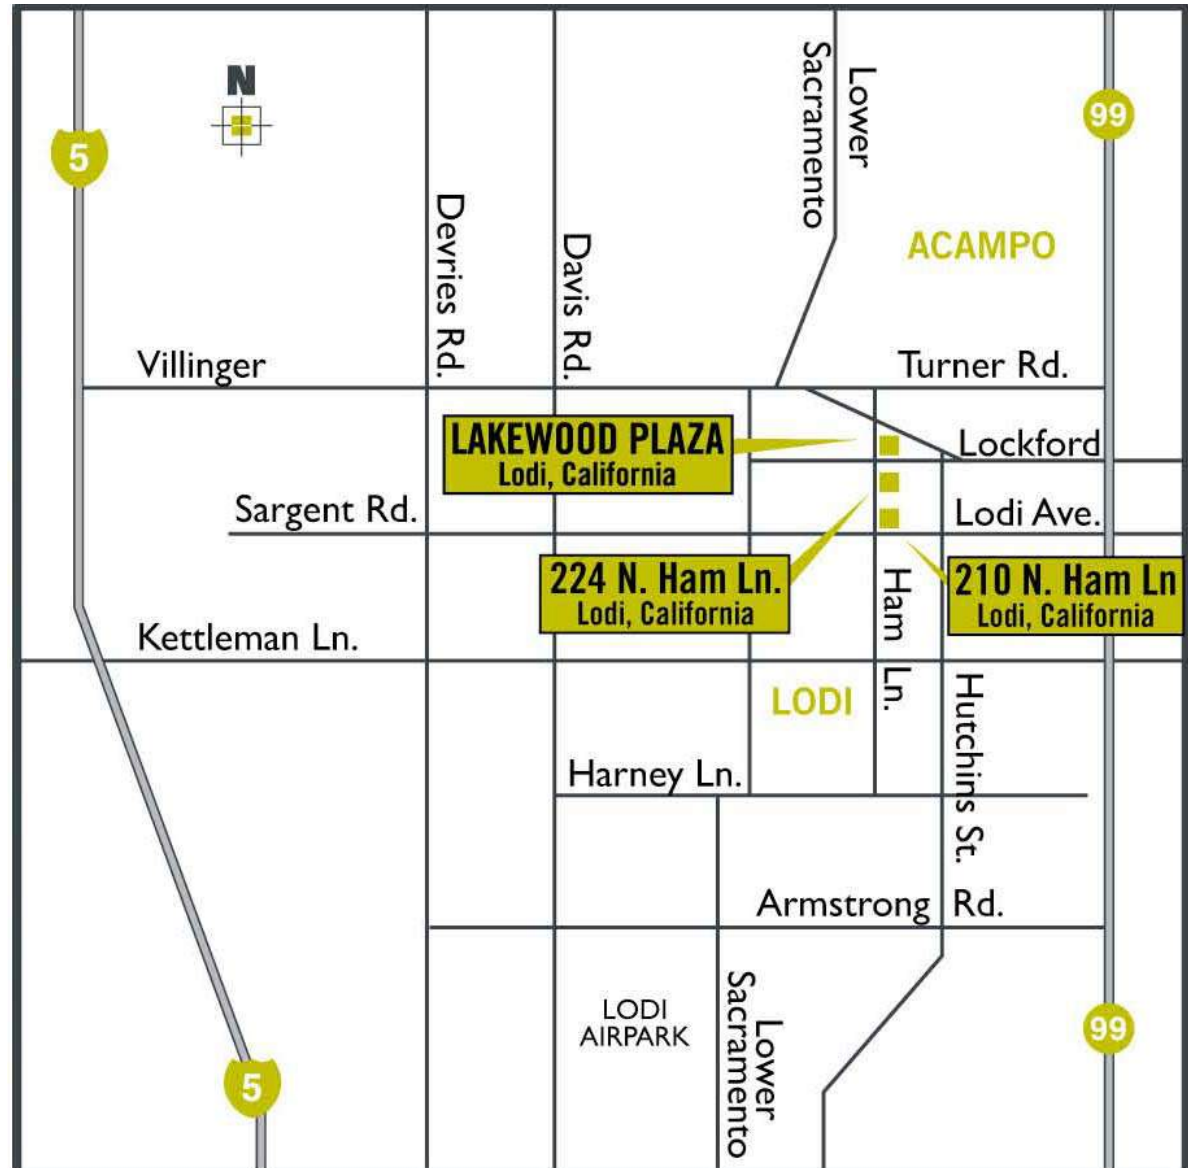 N
5
99
Lower
Sacramento
ACAMPO
Devries Rd.
Davis Rd.
Villinger
Turner Rd.
LAKEWOOD PLAZA
Lodi, California
Lockford
Sargent Rd.
Lodi Ave.
224 N. Ham Ln.
Lodi, California
Ham Ln.
210 N. Ham Ln
Lodi, California
Kettleman Ln.
LODI
Hutchins St.
Harney Ln.
Armstrong Rd.
LODI
AIRPARK
Lower
Sacramento
99
5